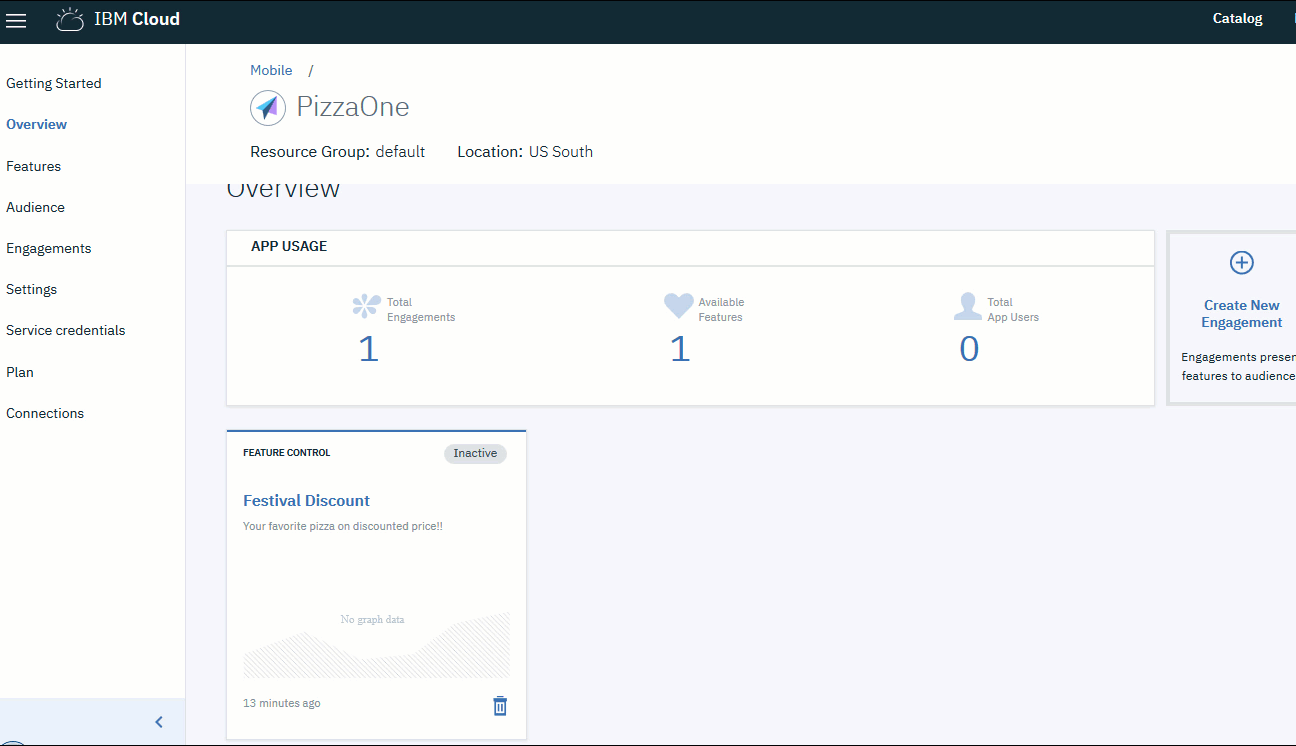 IBM Cloud
Catalog
Getting Started
Overview
Features
Audience
Engagements
Settings
Service credentials
Plan
Connections
Mobile /
PizzaOne
Resource Group: default Location: US South
Overview
APP USAGE
Total
Engagements
1
Available
Features
1
Total
App Users
0
Create New
Engagement
Engagements presen
features to audience
FEATURE CONTROL Inactive
Festival Discount
Your favorite pizza on discounted price!!
No graph data
13 minutes ago